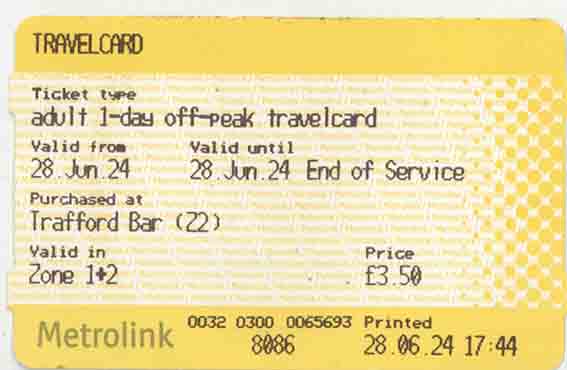 TRAVELCARD
Ticket type
adult 1-day off-peak travelcard
Valid from Valid until
28.Jun.24 28.Jun.24 End of Service
Purchased at
Trafford Bar (Z2)
Valid in Price
Zone 1+2 £3.50
Metrolink 0032 0300 0065693 Printed
8086 28.06.24 17:44